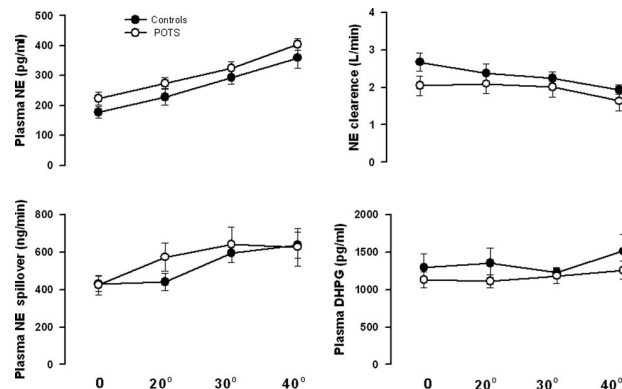 Controls
POTS
Plasma NE (pg/ml)
500
400
300
200
100
0
NE clearence (L/min)
4
3
2
1
0
Plasma NE spillover (ng/min)
800
600
400
200
0
0 20° 30° 40°
Plasma DHPG (pg/ml)
2000
1500
1000
500
0
0 20° 30° 40°